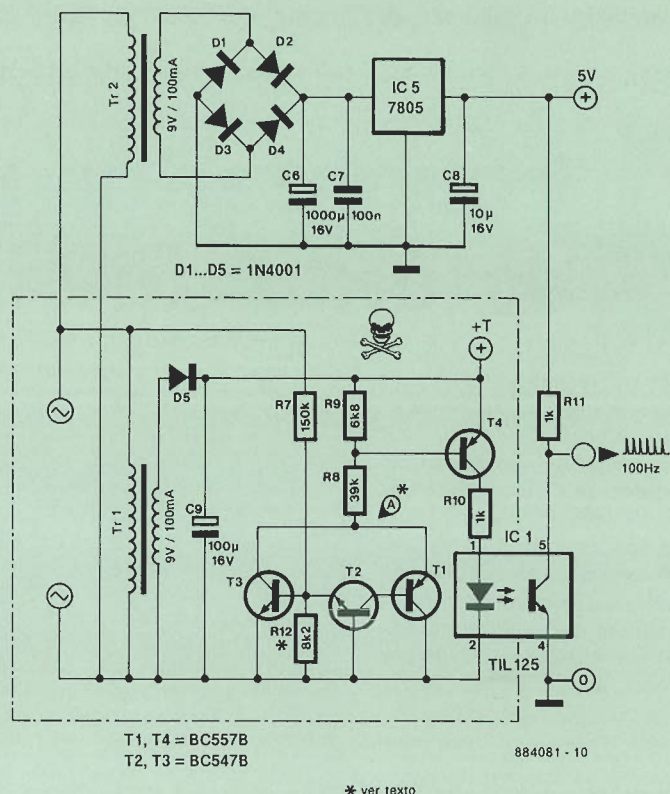 D1
D2
D3
D4
Tr 2
9V / 100mA
IC 5
7805
5V
+
C6
1000µ
16V
C7
100n
C8
10µ
16V
D1...D5 = 1N4001
+T
+
D5
R7
150k
R9
6k8
R8
39k
A *
T4
R10
1k
R11
1k
100Hz
Tr 1
9V / 100mA
C9
100µ
16V
T3
T2
T1
R12
*
8k2
IC 1
1
5
2
4
TIL125
0
T1, T4 = BC557B
T2, T3 = BC547B
884081 - 10
* ver texto